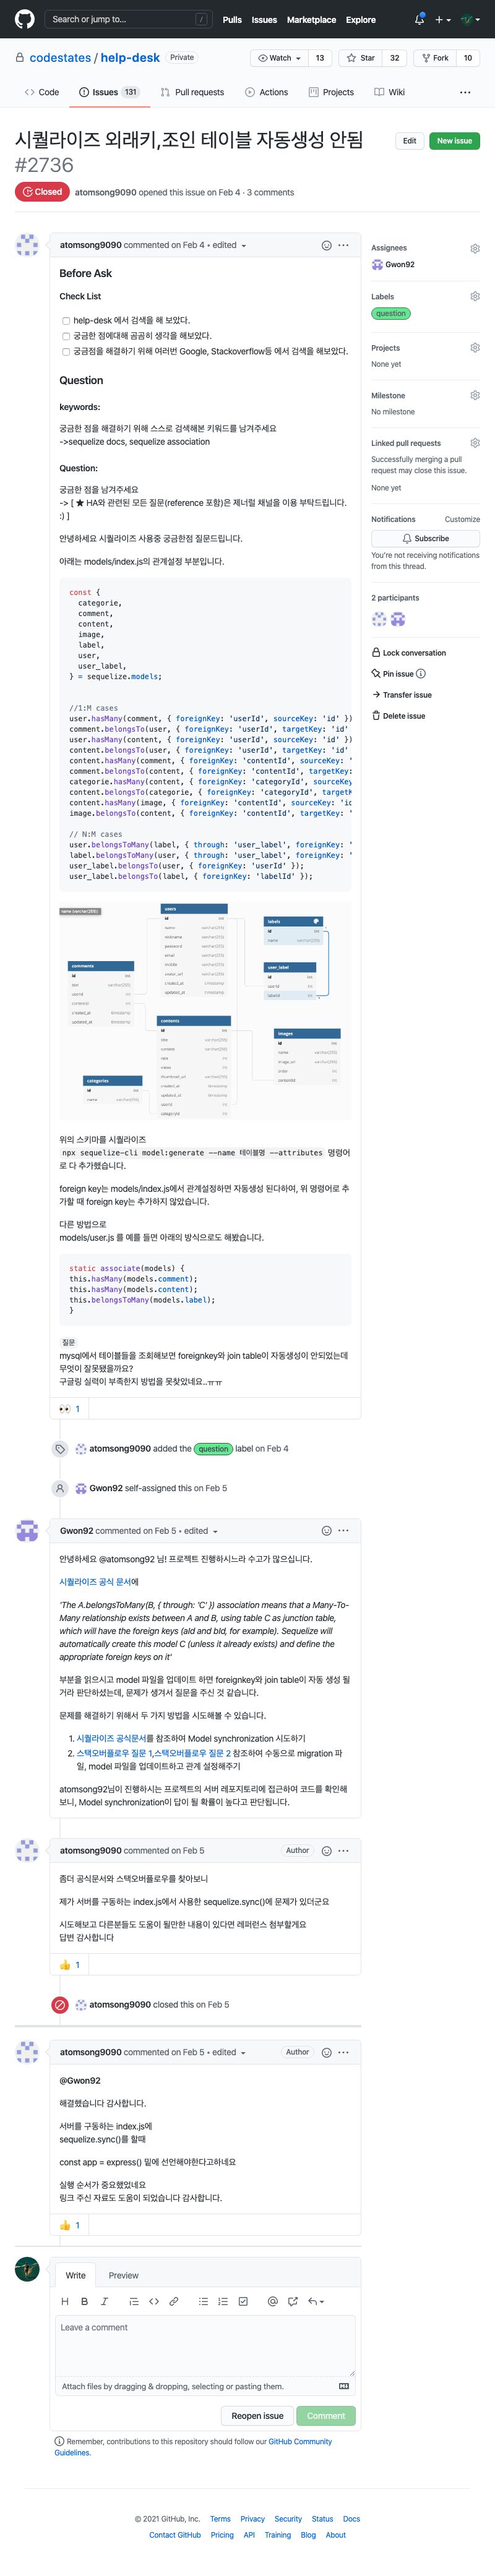 Search or jump to...
/
Pulls Issues Marketplace Explore
codestates / help-desk Private
Watch 13 Star 32 Fork 10
Code Issues 131 Pull requests Actions Projects Wiki
시퀄라이즈 외래키,조인 테이블 자동생성 안됨
#2736
Edit New issue
Closed atomsong9090 opened this issue on Feb 4 · 3 comments
atomsong9090 commented on Feb 4 • edited
Before Ask
Check List
help-desk 에서 검색을 해 보았다.
궁금한 점에대해 곰곰히 생각을 해보았다.
궁금점을 해결하기 위해 여러번 Google, Stackoverflow등 에서 검색을 해보았다.
Question
keywords:
궁금한 점을 해결하기 위해 스스로 검색해본 키워드를 남겨주세요
->sequelize docs, sequelize association
Question:
궁금한 점을 남겨주세요
-> [ ★ HA와 관련된 모든 질문(reference 포함)은 제너럴 채널을 이용 부탁드립니다.
:) ]
안녕하세요 시퀄라이즈 사용중 궁금한점 질문드립니다.
아래는 models/index.js의 관계설정 부분입니다.
const {
categorie,
comment,
content,
image,
label,
user,
user_label,
} = sequelize.models;
//1:M cases
user.hasMany(comment, { foreignKey: 'userId', sourceKey: 'id' })
comment.belongsTo(user, { foreignKey: 'userId', targetKey: 'id'
user.hasMany(content, { foreignKey: 'userId', sourceKey: 'id' })
content.belongsTo(user, { foreignKey: 'userId', targetKey: 'id'
content.hasMany(comment, { foreignKey: 'contentId', sourceKey: '
comment.belongsTo(content, { foreignKey: 'contentId', targetKey:
categorie.hasMany(content, { foreignKey: 'categoryId', sourceKey
content.belongsTo(categorie, { foreignKey: 'categoryId', targetK
content.hasMany(image, { foreignKey: 'contentId', sourceKey: 'id
image.belongsTo(content, { foreignKey: 'contentId', targetKey: '
// N:M cases
user.belongsToMany(label, { through: 'user_label', foreignKey: '
label.belongsToMany(user, { through: 'user_label', foreignKey: '
user_label.belongsTo(user, { foreignKey: 'userId' });
user_label.belongsTo(label, { foreignKey: 'labelId' });
users
labels
comments
user_label
contents
images
categories
위의 스키마를 시퀄라이즈
npx sequelize-cli model:generate --name 테이블명 --attributes 명령어
로 다 추가했습니다.
foreign key는 models/index.js에서 관계설정하면 자동생성 된다하여, 위 명령어로 추
가할 때 foreign key는 추가하지 않았습니다.
다른 방법으로
models/user.js 를 예를 들면 아래의 방식으로도 해봤습니다.
static associate(models) {
this.hasMany(models.comment);
this.hasMany(models.content);
this.belongsToMany(models.label);
}
질문
mysql에서 테이블들을 조회해보면 foreignkey와 join table이 자동생성이 안되있는데
무엇이 잘못됐을까요?
구글링 실력이 부족한지 방법을 못찾았네요..ㅠㅠ
👀 1
atomsong9090 added the question label on Feb 4
Gwon92 self-assigned this on Feb 5
Gwon92 commented on Feb 5 • edited
안녕하세요 @atomsong9090 님! 프로젝트 진행하시느라 수고가 많으십니다.
시퀄라이즈 공식 문서에
'The A.belongsToMany(B, { through: 'C' }) association means that a Many-To-
Many relationship exists between A and B, using table C as junction table,
which will have the foreign keys (aId and bId, for example). Sequelize will
automatically create this model C (unless it already exists) and define the
appropriate foreign keys on it'
부분을 읽으시고 model 파일을 업데이트 하면 foreignkey와 join table이 자동 생성 될
거라 판단하셨는데, 문제가 생겨서 질문을 주신 것 같습니다.
문제를 해결하기 위해서 두 가지 방법을 시도해볼 수 있습니다.
1. 시퀄라이즈 공식문서를 참조하여 Model synchronization 시도하기
2. 스택오버플로우 질문 1,스택오버플로우 질문 2 참조하여 수동으로 migration 파
일, model 파일을 업데이트하고 관계 설정해주기
atomsong9님이 진행하시는 프로젝트의 서버 레포지토리에 접근하여 코드를 확인해
보니, Model synchronization이 답이 될 확률이 높다고 판단됩니다.
atomsong9090 commented on Feb 5 Author
좀더 공식문서와 스택오버플로우를 찾아보니
제가 서버를 구동하는 index.js에서 사용한 sequelize.sync()에 문제가 있더군요
시도해보고 다른분들도 도움이 될만한 내용이 있다면 레퍼런스 첨부할게요
답변 감사합니다
👍 1
atomsong9090 closed this on Feb 5
atomsong9090 commented on Feb 5 • edited Author
@Gwon92
해결했습니다 감사합니다.
서버를 구동하는 index.js에
sequelize.sync()를 할때
const app = express() 밑에 선언해야한다고하네요
실행 순서가 중요했었네요
링크 주신 자료도 도움이 되었습니다 감사합니다.
👍 1
Write Preview
Leave a comment
Attach files by dragging & dropping, selecting or pasting them.
Reopen issue Comment
Remember, contributions to this repository should follow our GitHub Community
Guidelines.
Assignees
Gwon92
Labels
question
Projects
None yet
Milestone
No milestone
Linked pull requests
Successfully merging a pull
request may close this issue.
None yet
Notifications Customize
Subscribe
You're not receiving notifications
from this thread.
2 participants
Lock conversation
Pin issue
Transfer issue
Delete issue
© 2021 GitHub, Inc. Terms Privacy Security Status Docs
Contact GitHub Pricing API Training Blog About